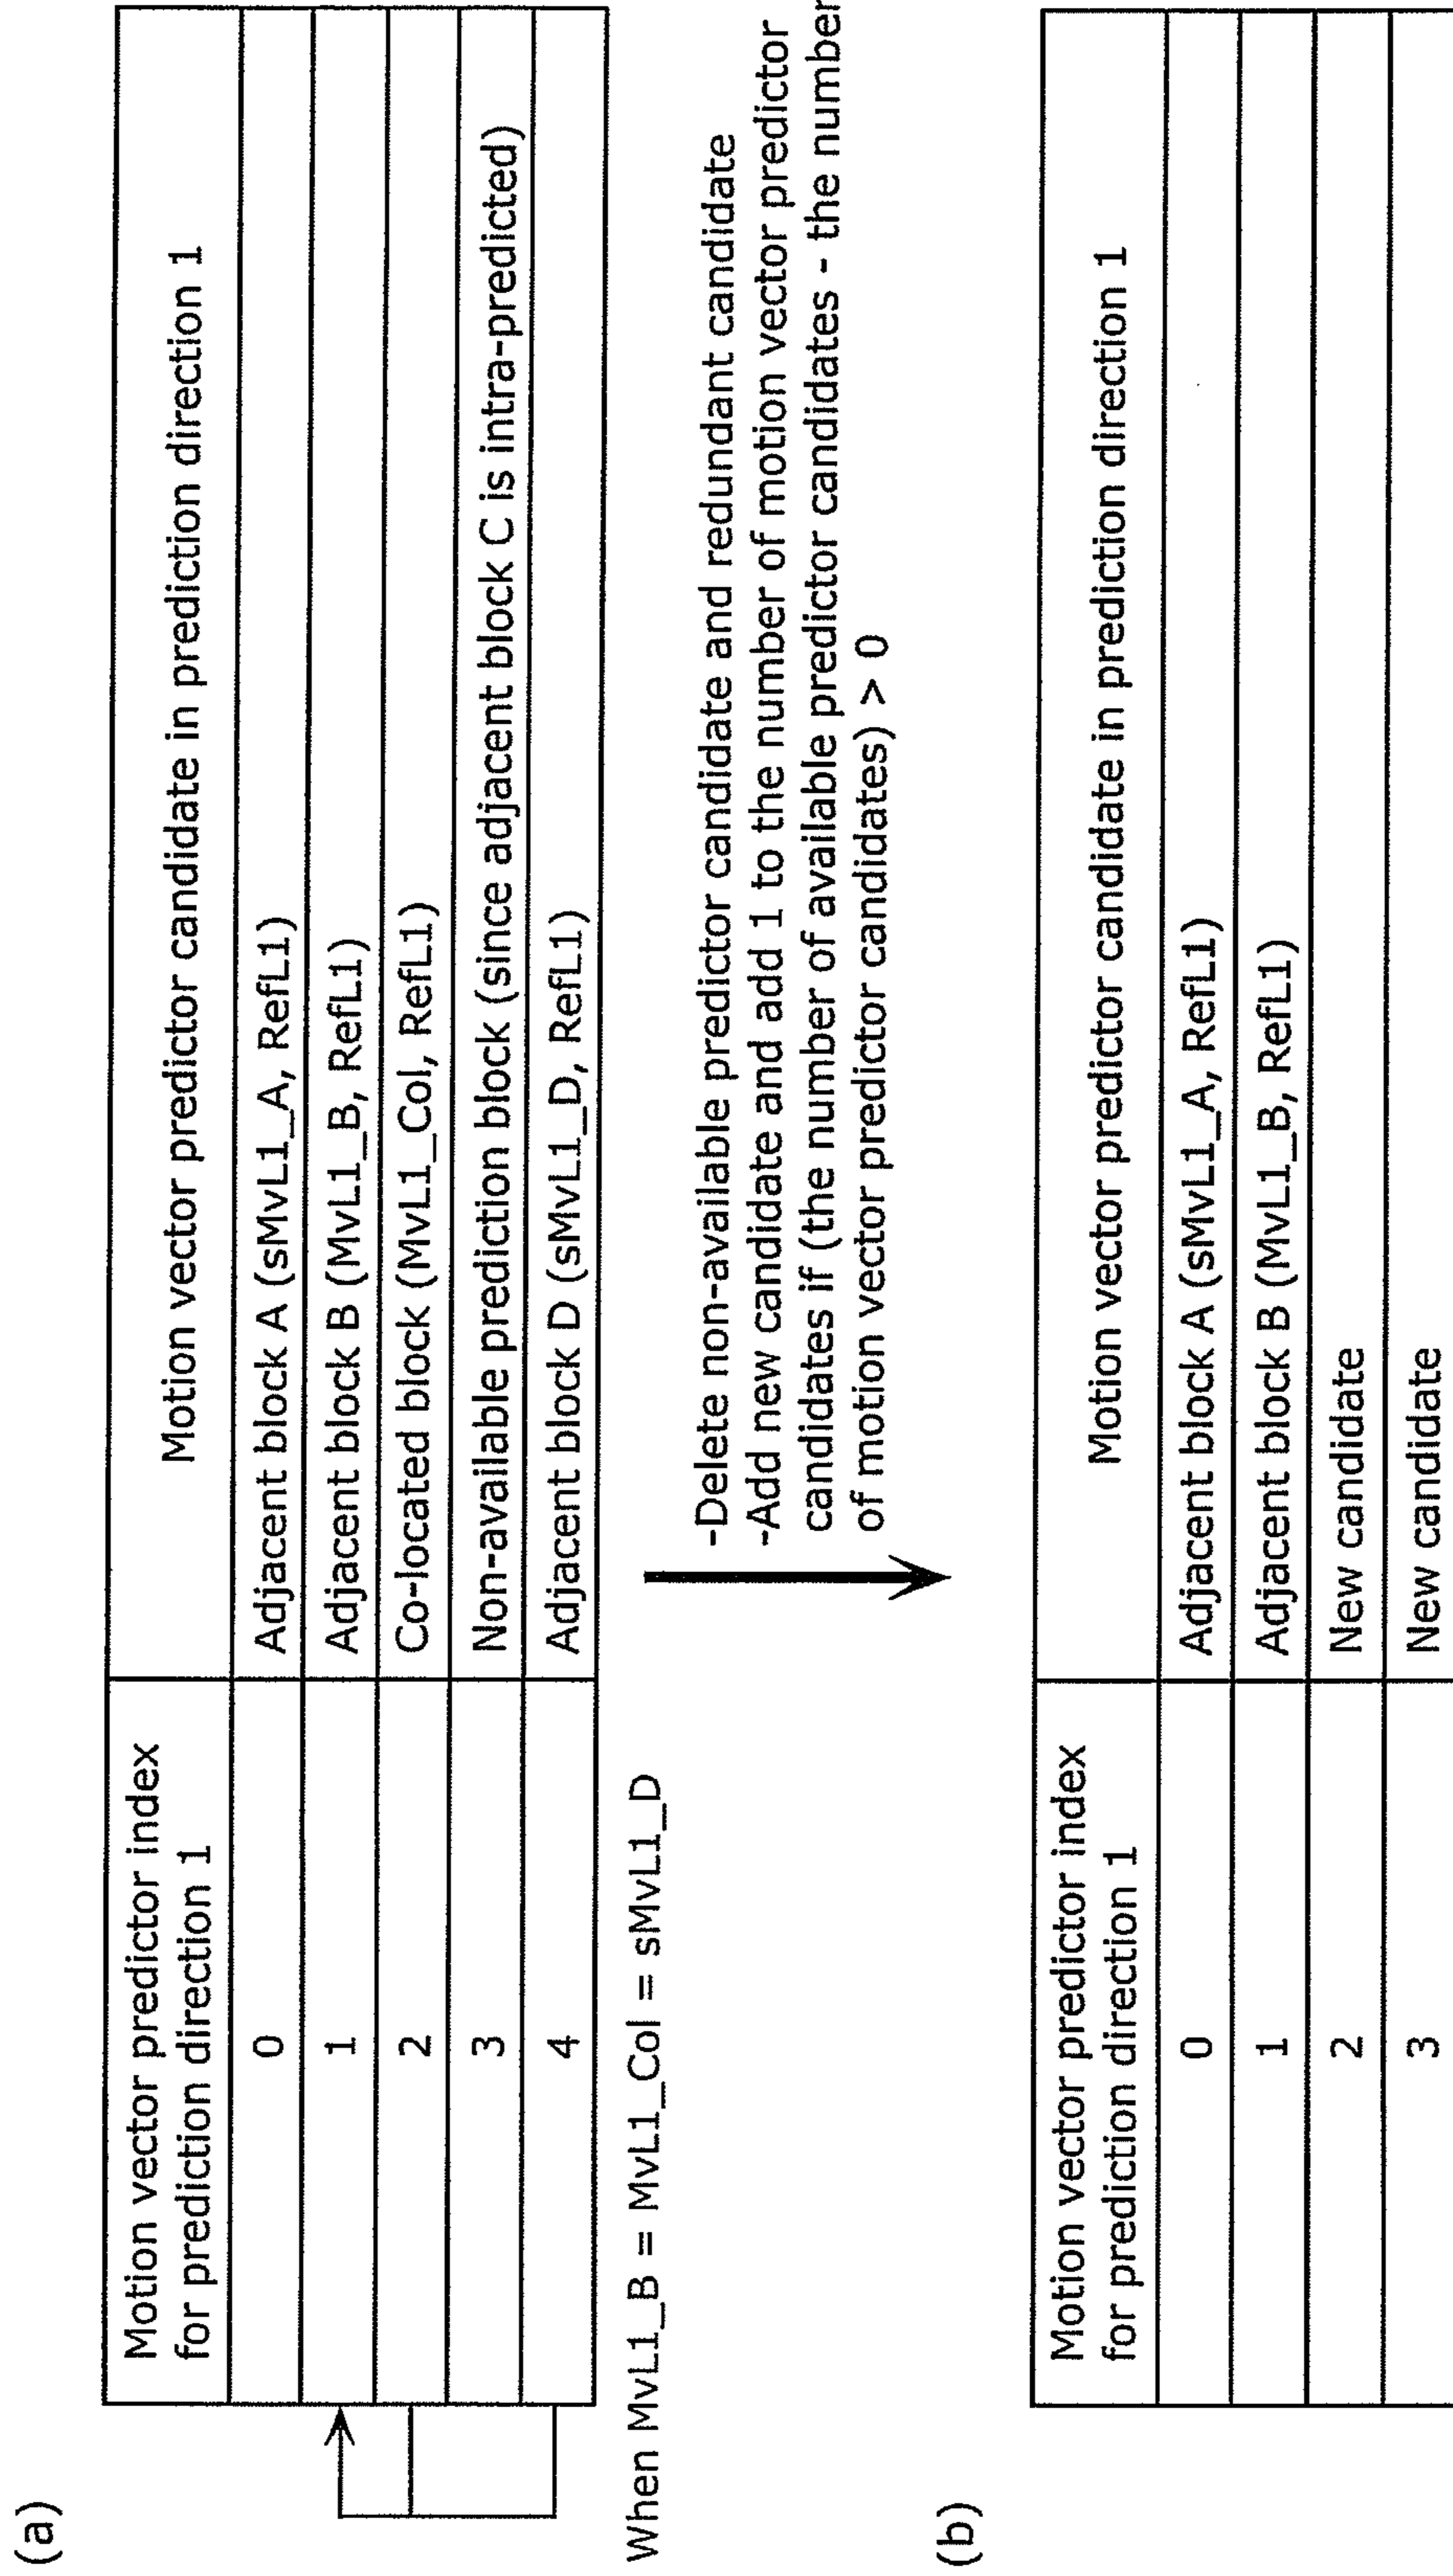 (a)
Motion vector predictor index
for prediction direction 1
Motion vector predictor candidate in prediction direction 1
0
Adjacent block A (sMvL1_A, RefL1)
1
Adjacent block B (MvL1_B, RefL1)
2
Co-located block (MvL1_Col, RefL1)
3
Non-available prediction block (since adjacent block C is intra-predicted)
4
Adjacent block D (sMvL1_D, RefL1)
When MvL1_B = MvL1_Col = sMvL1_D
-Delete non-available predictor candidate and redundant candidate
-Add new candidate and add 1 to the number of motion vector predictor
candidates if (the number of available predictor candidates - the number
of motion vector predictor candidates) > 0
(b)
Motion vector predictor index
for prediction direction 1
Motion vector predictor candidate in prediction direction 1
0
Adjacent block A (sMvL1_A, RefL1)
1
Adjacent block B (MvL1_B, RefL1)
2
New candidate
3
New candidate